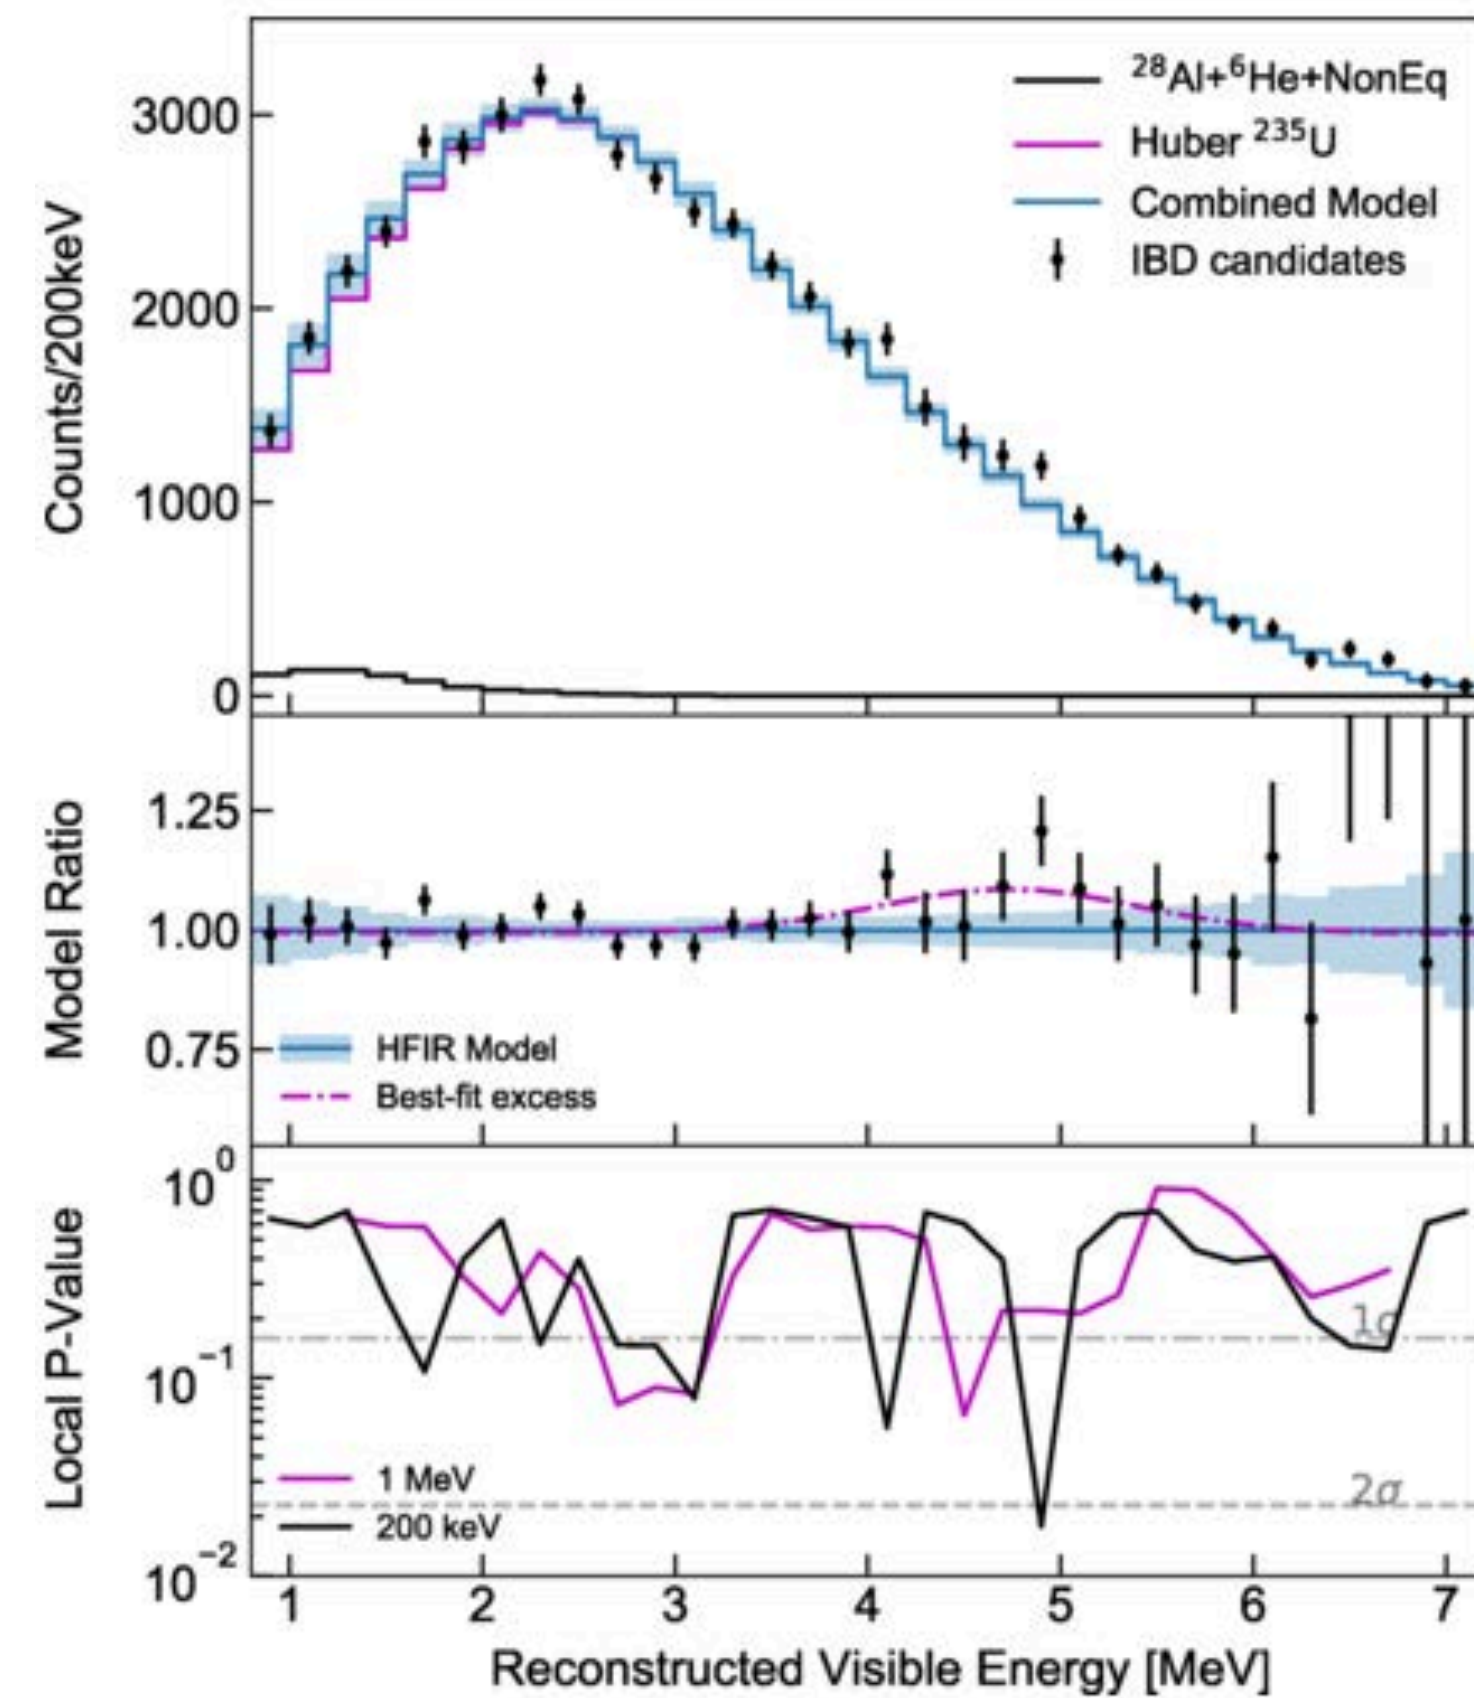 Counts/200keV
3000
2000
1000
0
²⁸Al+⁶He+NonEq
Huber ²³⁵U
Combined Model
IBD candidates
Model Ratio
1.25
1.00
0.75
HFIR Model
Best-fit excess
Local P-Value
10⁰
10⁻¹
10⁻²
1σ
2σ
1 MeV
200 keV
1 2 3 4 5 6 7
Reconstructed Visible Energy [MeV]